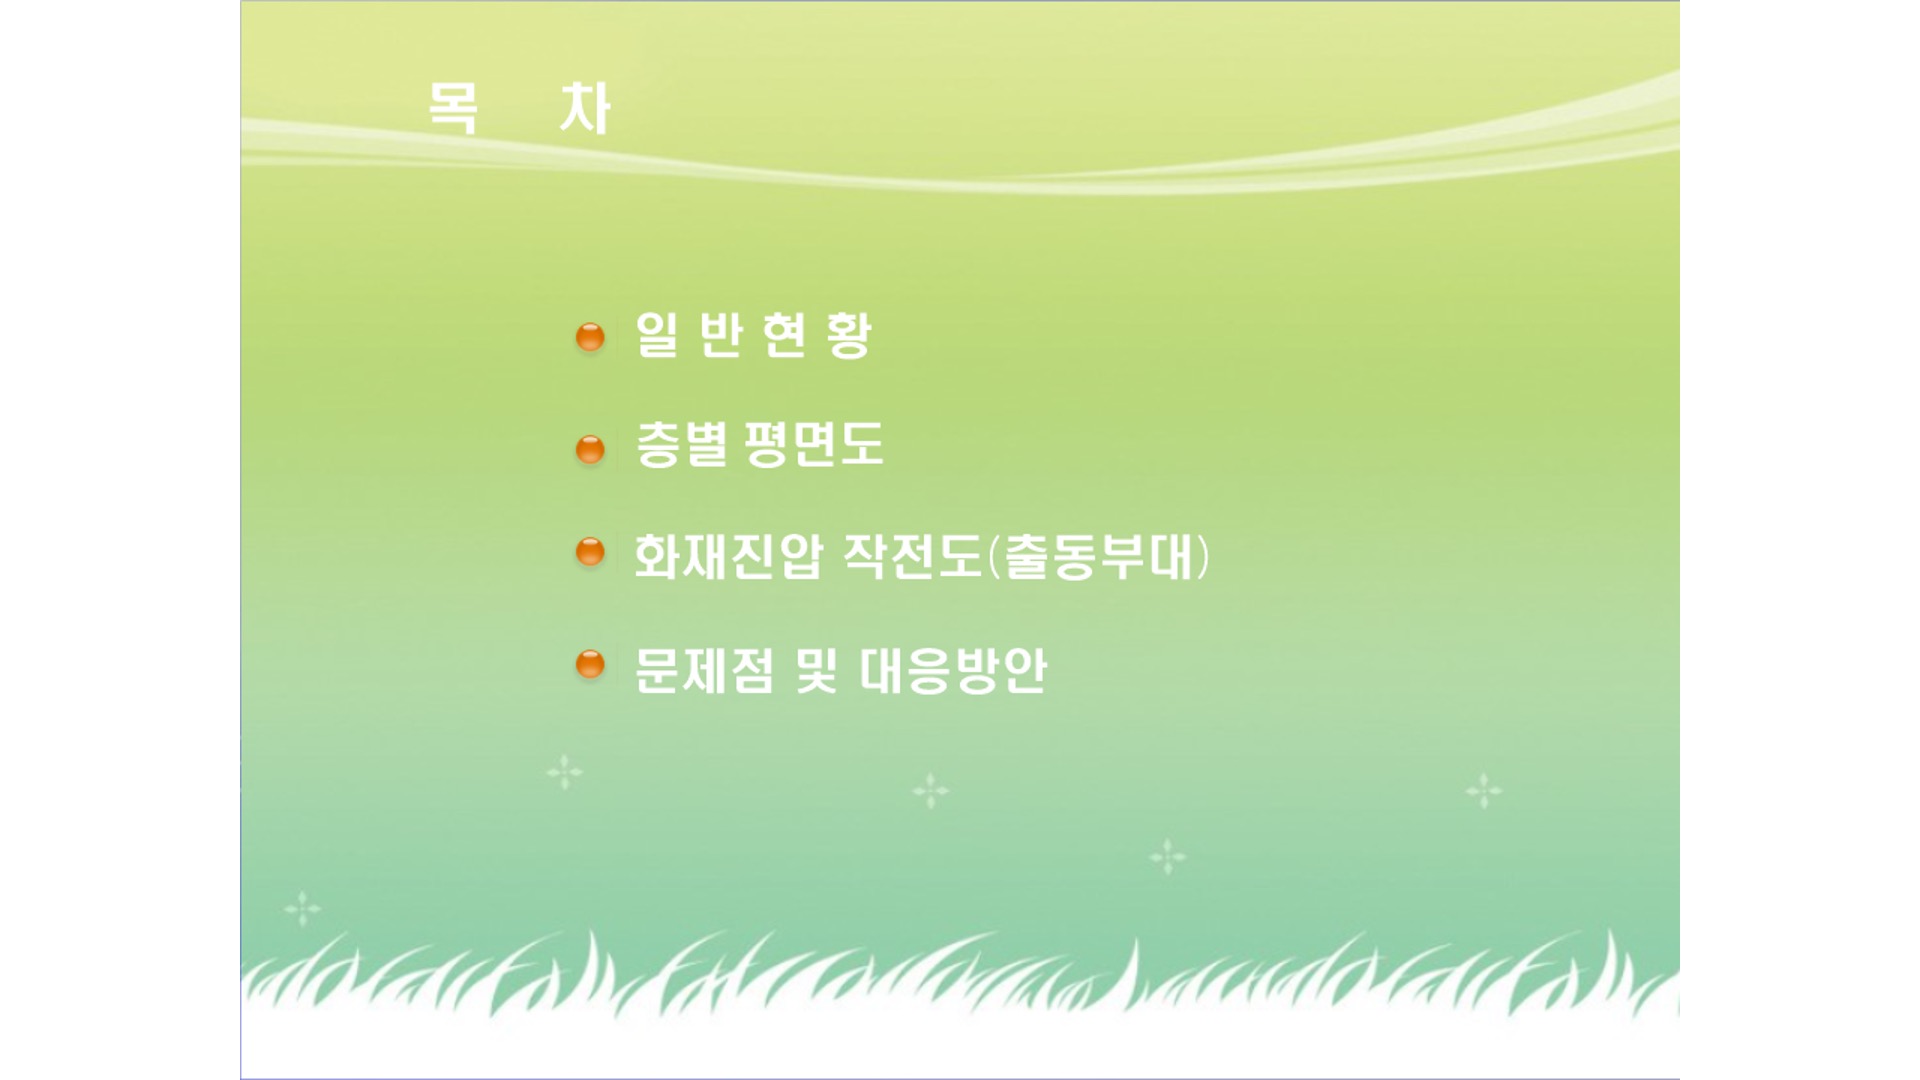 목 차
일 반 현 황
층별 평면도
화재진압 작전도(출동부대)
문제점 및 대응방안